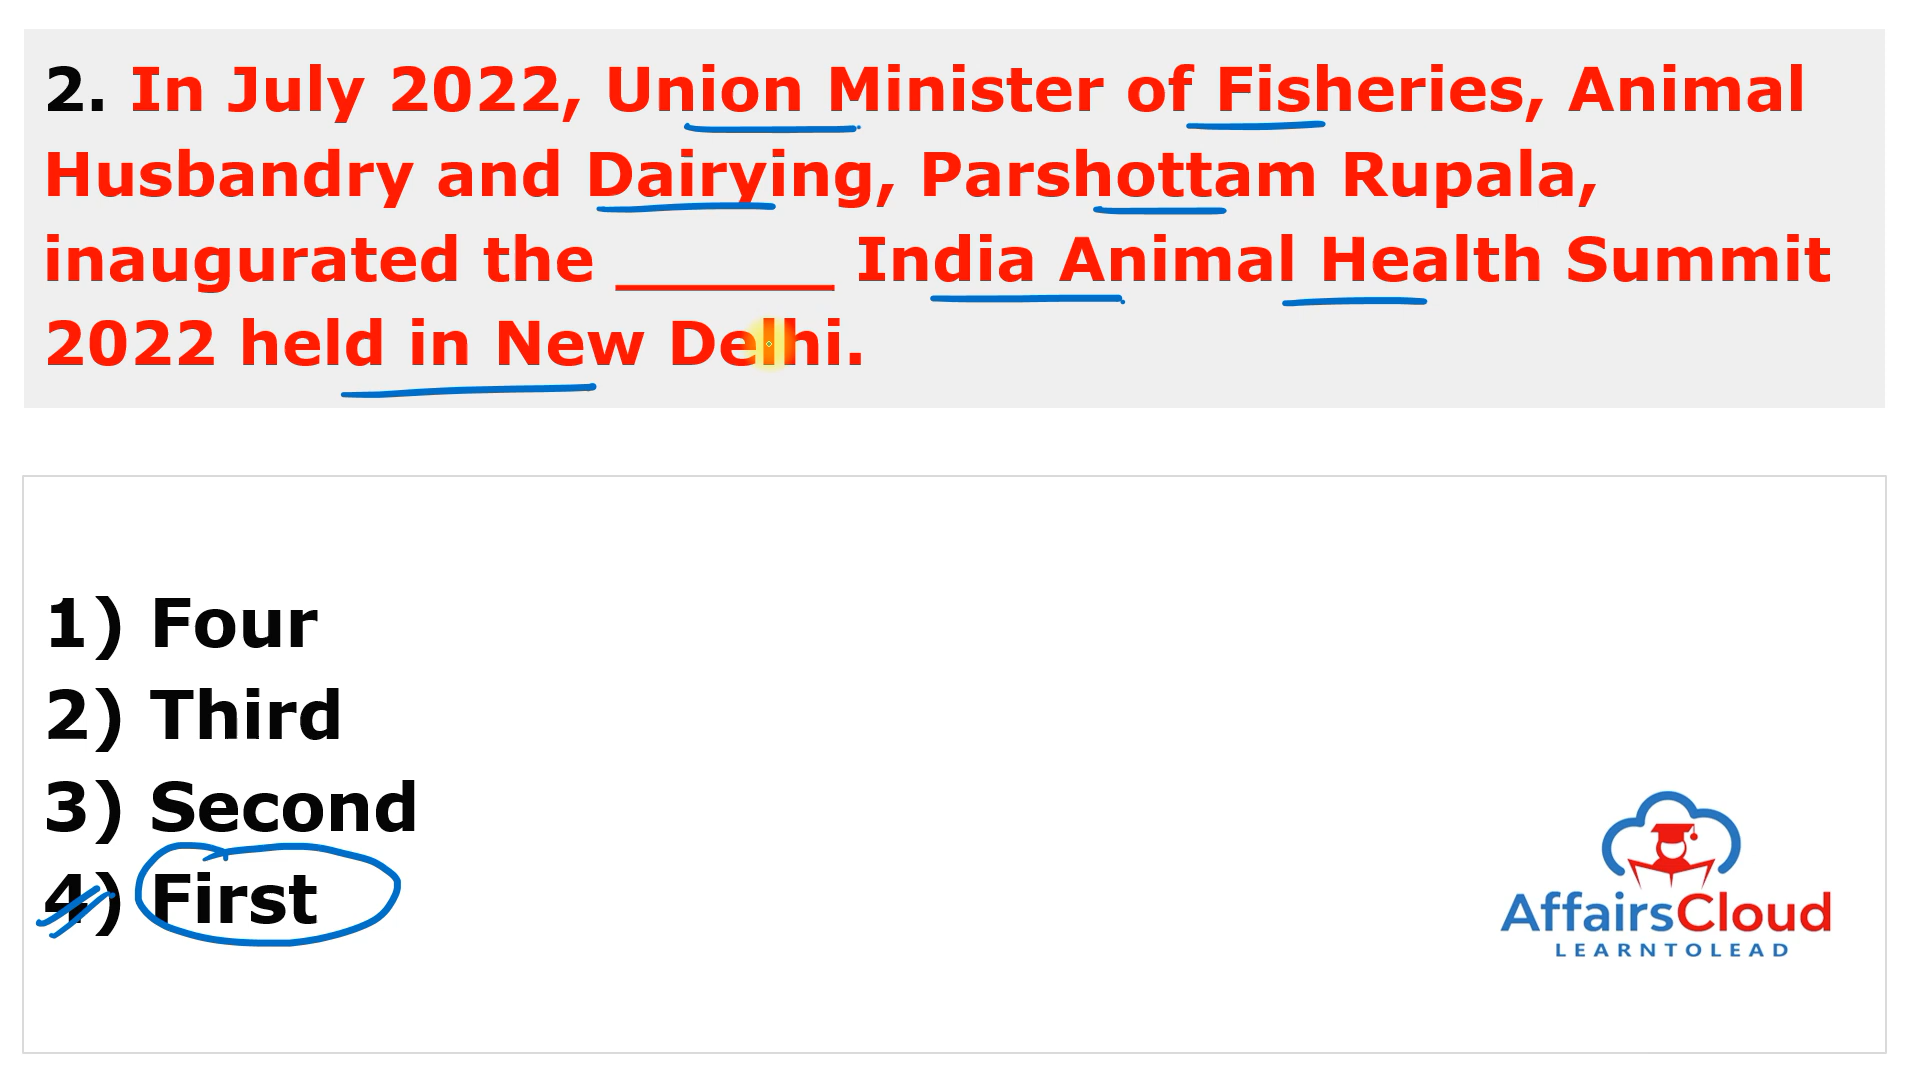 2. In July 2022, Union Minister of Fisheries, Animal
Husbandry and Dairying, Parshottam Rupala,
inaugurated the _______ India Animal Health Summit
2022 held in New Delhi.
1) Four
2) Third
3) Second
4) First
AffairsCloud
LEARNTOLEAD